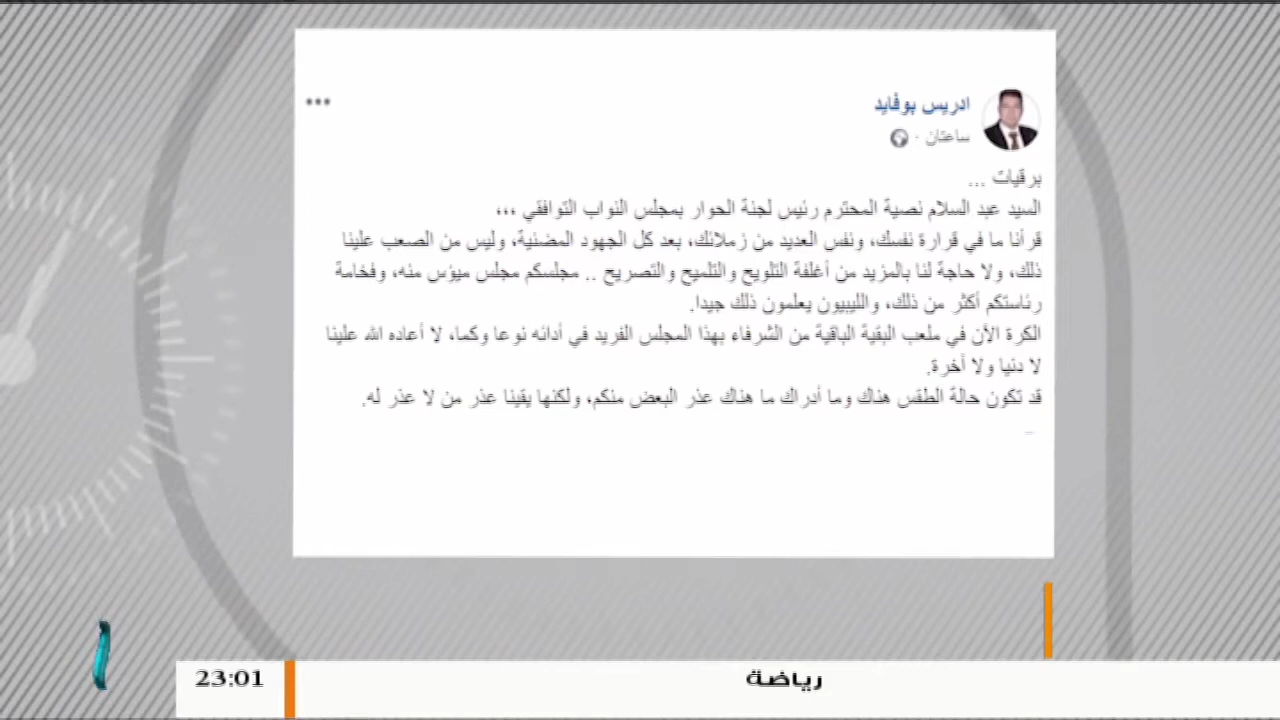 ادريس بوڤايد
ساعتان ·
برقيات ...
السيد عبد السلام نصية المحترم رئيس لجنة الحوار بمجلس النواب التوافقي ،،،
قرأنا ما في قرارة نفسك، ونفس العديد من زملائك، بعد كل الجهود المضنية، وليس من الصعب علينا
ذلك، ولا حاجة لنا بالمزيد من أغلفة التلويح والتلميح والتصريح .. مجلسكم مجلس ميؤس منه، وفخامة
رئاستكم أكثر من ذلك، والليبيون يعلمون ذلك جيدا.
الكرة الآن في ملعب البقية الباقية من الشرفاء بهذا المجلس الفريد في أدائه نوعا وكما، لا أعاده الله علينا
لا دنيا ولا أخرة.
قد تكون حالة الطقس هناك وما أدراك ما هناك عذر البعض منكم، ولكنها يقينا عذر من لا عذر له.
23:01
رياضة